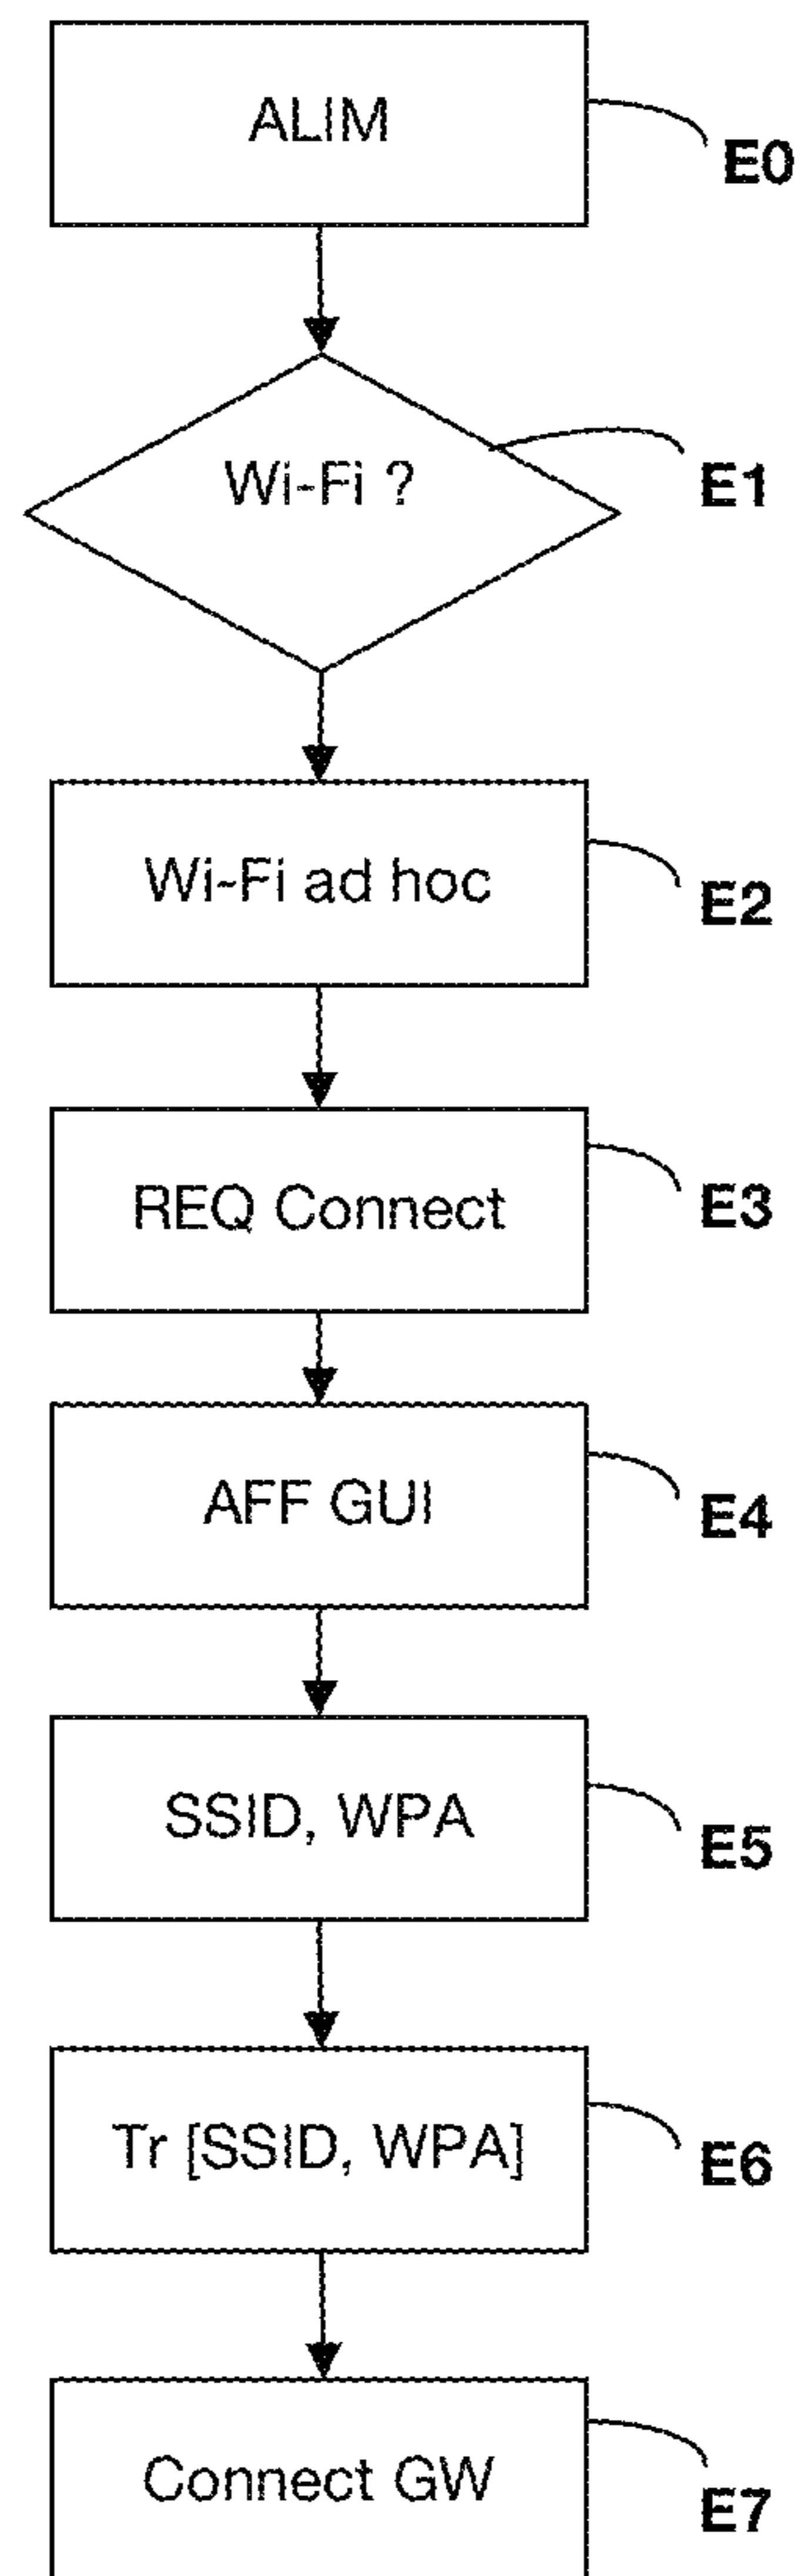 ALIM
E0
Wi-Fi ?
E1
Wi-Fi ad hoc
E2
REQ Connect
E3
AFF GUI
E4
SSID, WPA
E5
Tr [SSID, WPA]
E6
Connect GW
E7